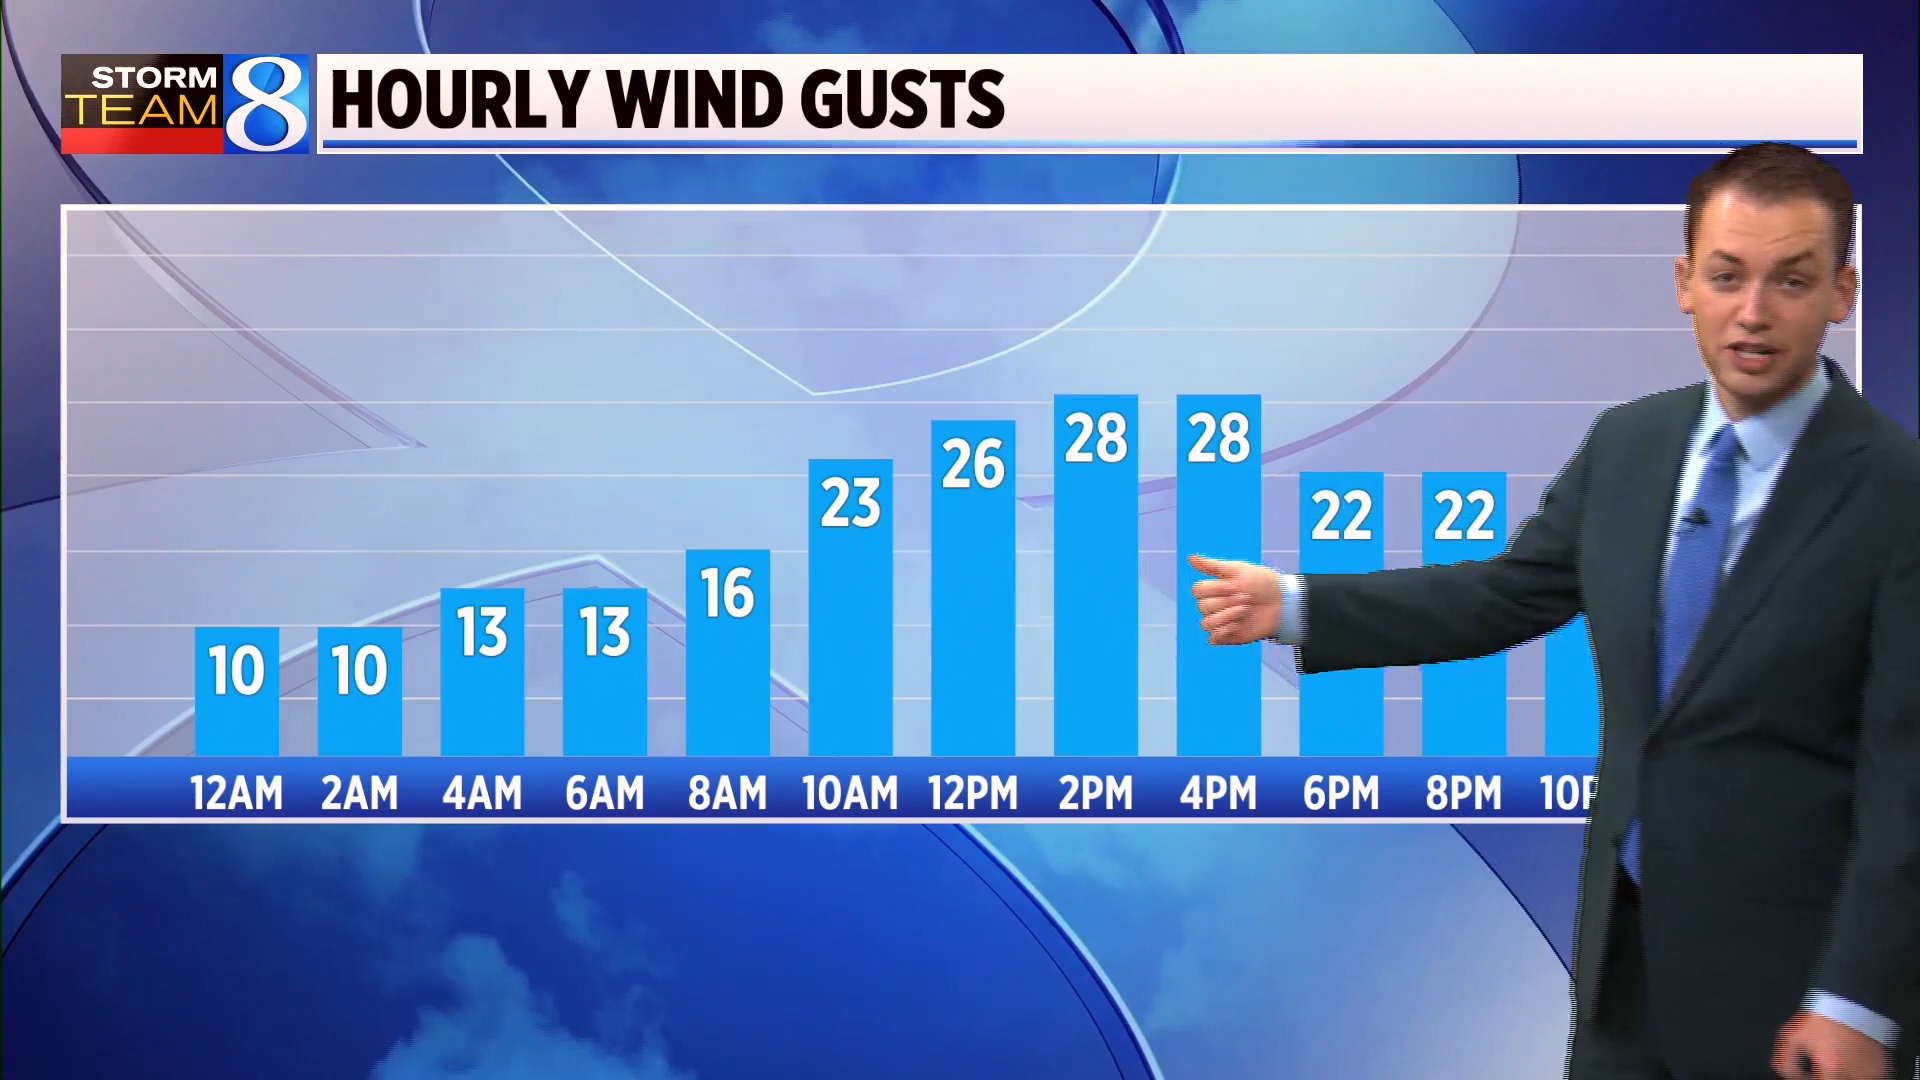 STORM
TEAM
8
HOURLY WIND GUSTS
10 10 13 13 16 23 26 28 28 22 22
12AM 2AM 4AM 6AM 8AM 10AM 12PM 2PM 4PM 6PM 8PM